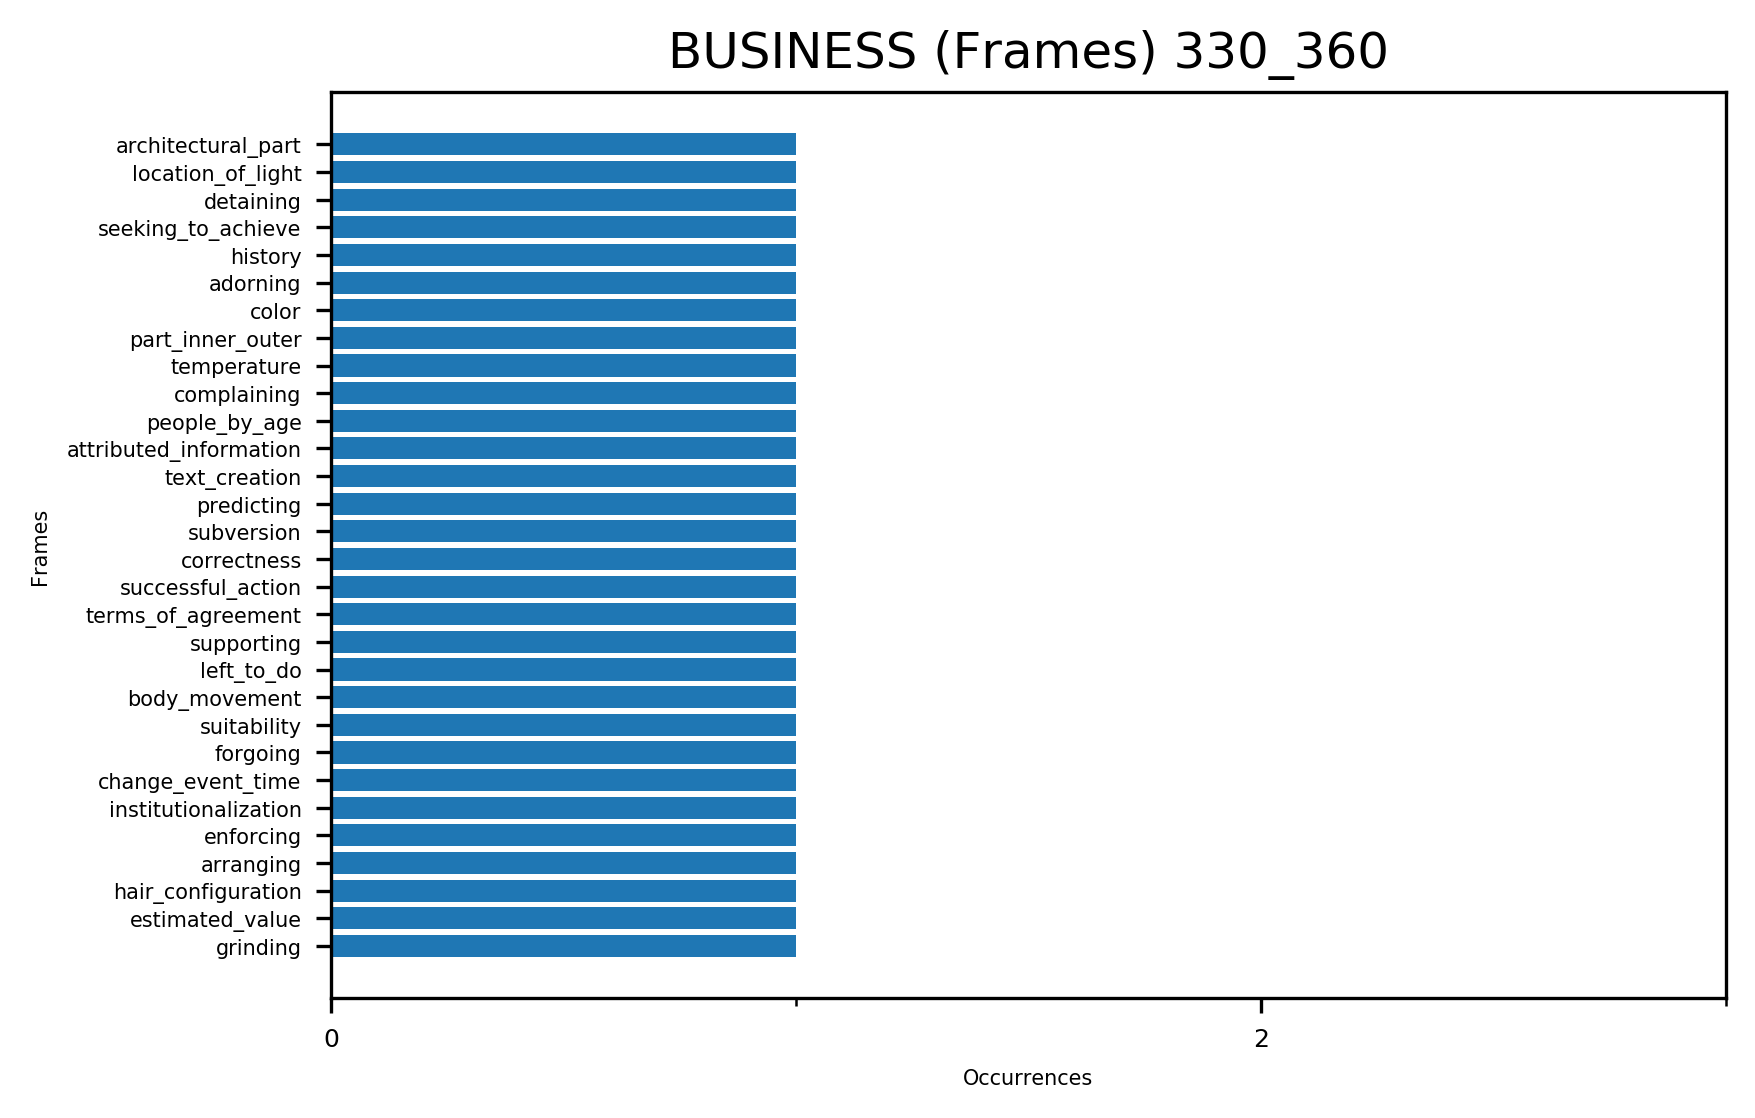 BUSINESS (Frames) 330_360
architectural_part
location_of_light
detaining
seeking_to_achieve
history
adorning
color
part_inner_outer
temperature
complaining
people_by_age
attributed_information
text_creation
predicting
subversion
correctness
successful_action
terms_of_agreement
supporting
left_to_do
body_movement
suitability
forgoing
change_event_time
institutionalization
enforcing
arranging
hair_configuration
estimated_value
grinding
Frames
0
2
Occurrences